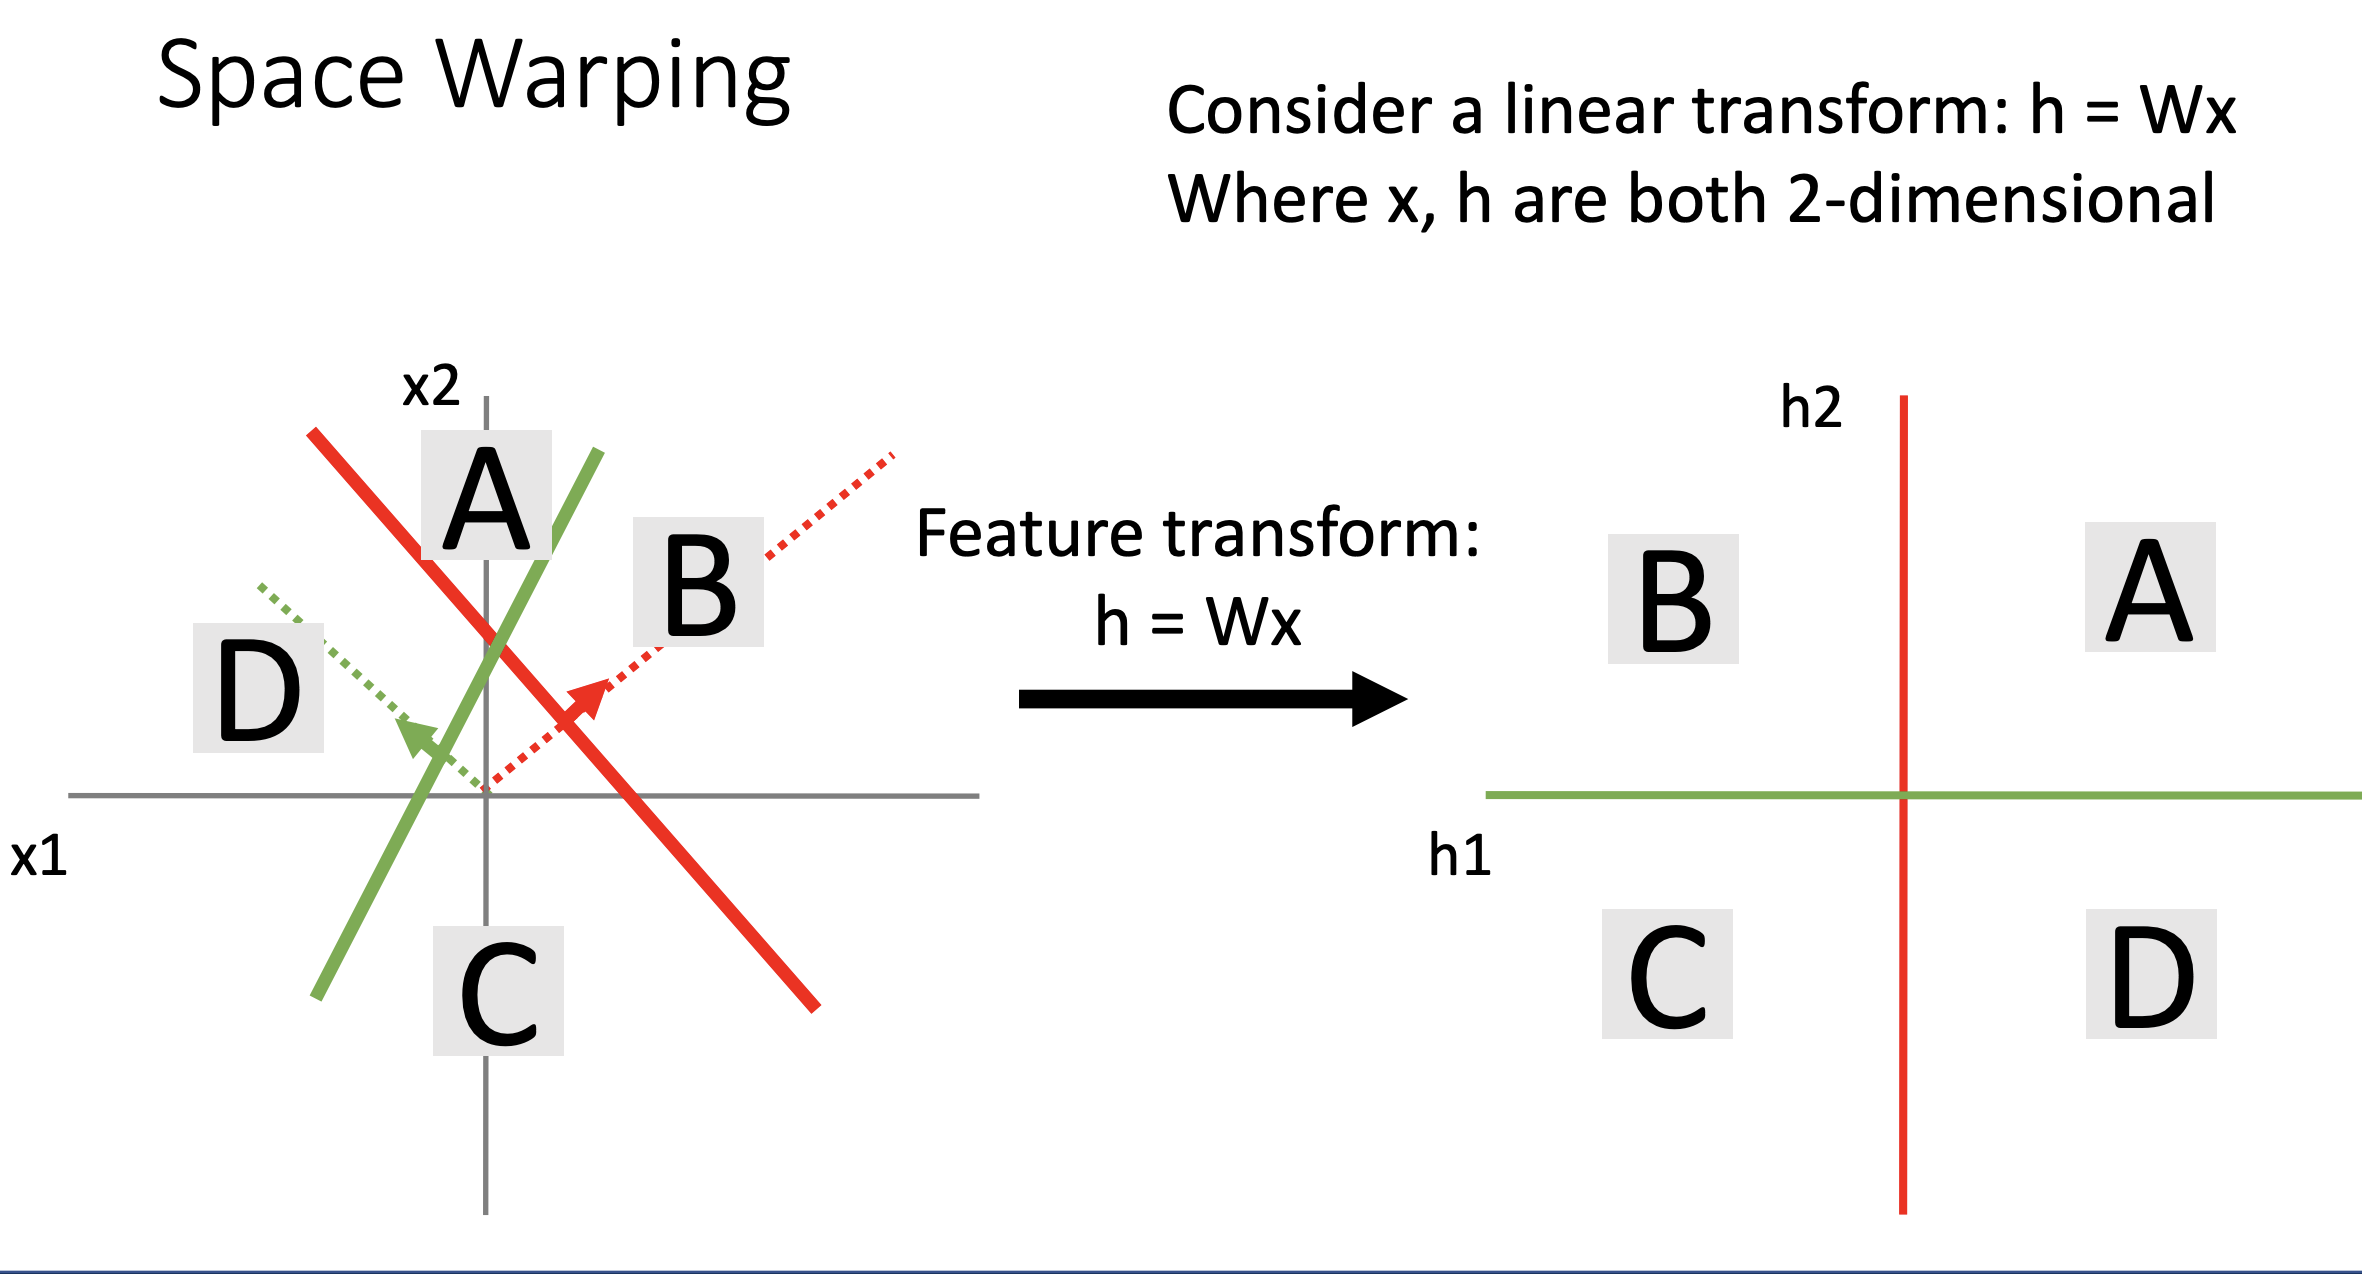 Space Warping
Consider a linear transform: h = Wx
Where x, h are both 2-dimensional
x2
A
B
D
x1
C
Feature transform:
h = Wx
h2
B
A
h1
C
D